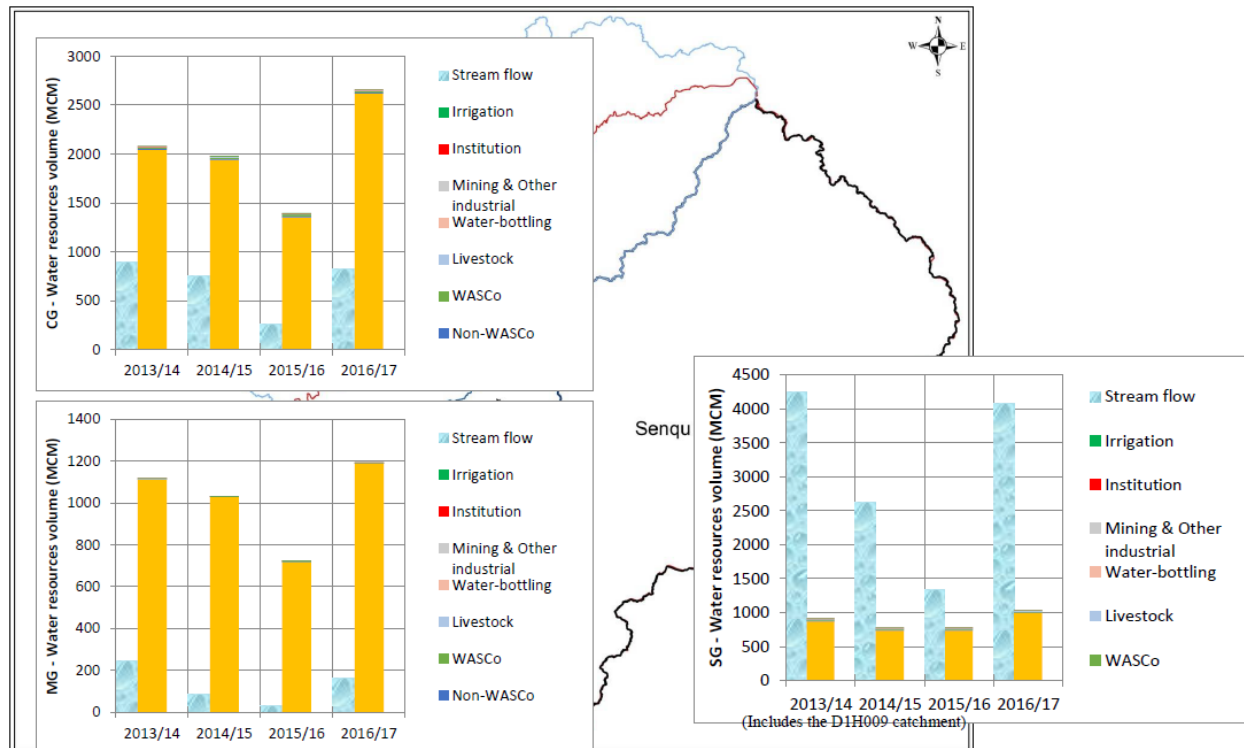 N
W
E
S
CG - Water resources volume (MCM)
3000
2500
2000
1500
1000
500
0
2013/14 2014/15 2015/16 2016/17
Stream flow
Irrigation
Institution
Mining & Other
industrial
Water-bottling
Livestock
WASCo
Non-WASCo
MG - Water resources volume (MCM)
1400
1200
1000
800
600
400
200
0
2013/14 2014/15 2015/16 2016/17
Stream flow
Irrigation
Institution
Mining & Other
industrial
Water-bottling
Livestock
WASCo
Non-WASCo
Senqu
SG - Water resources volume (MCM)
4500
4000
3500
3000
2500
2000
1500
1000
500
0
2013/14 2014/15 2015/16 2016/17
(Includes the D1H009 catchment)
Stream flow
Irrigation
Institution
Mining & Other
industrial
Water-bottling
Livestock
WASCo